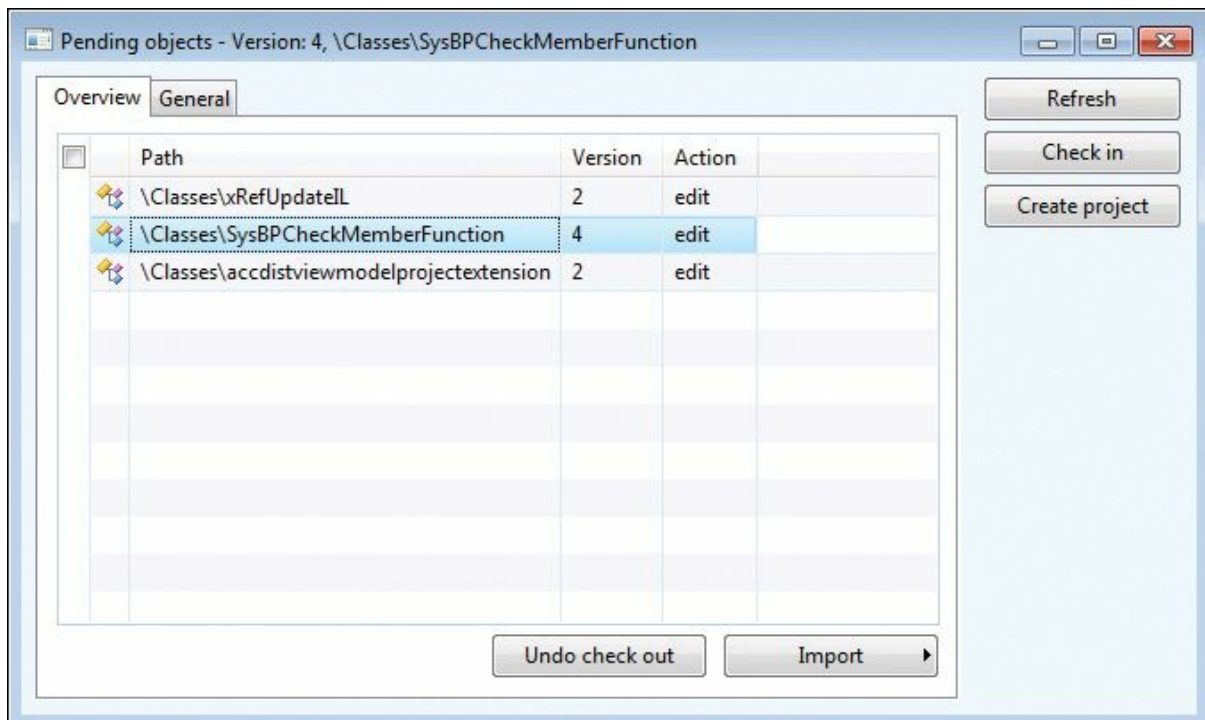 Pending objects - Version: 4, \Classes\SysBPCheckMemberFunction
Overview General
Refresh
Check in
Create project
Path Version Action
\Classes\xRefUpdateIL 2 edit
\Classes\SysBPCheckMemberFunction 4 edit
\Classes\accdistviewmodelprojectextension 2 edit
Undo check out Import